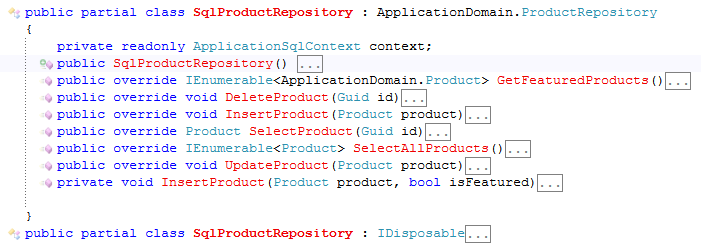 public partial class SqlProductRepository : ApplicationDomain.ProductRepository
{
private readonly ApplicationSqlContext context;
public SqlProductRepository() ...
public override IEnumerable<ApplicationDomain.Product> GetFeaturedProducts()...
public override void DeleteProduct(Guid id)...
public override void InsertProduct(Product product)...
public override Product SelectProduct(Guid id)...
public override IEnumerable<Product> SelectAllProducts()...
public override void UpdateProduct(Product product)...
private void InsertProduct(Product product, bool isFeatured)...
}
public partial class SqlProductRepository : IDisposable...